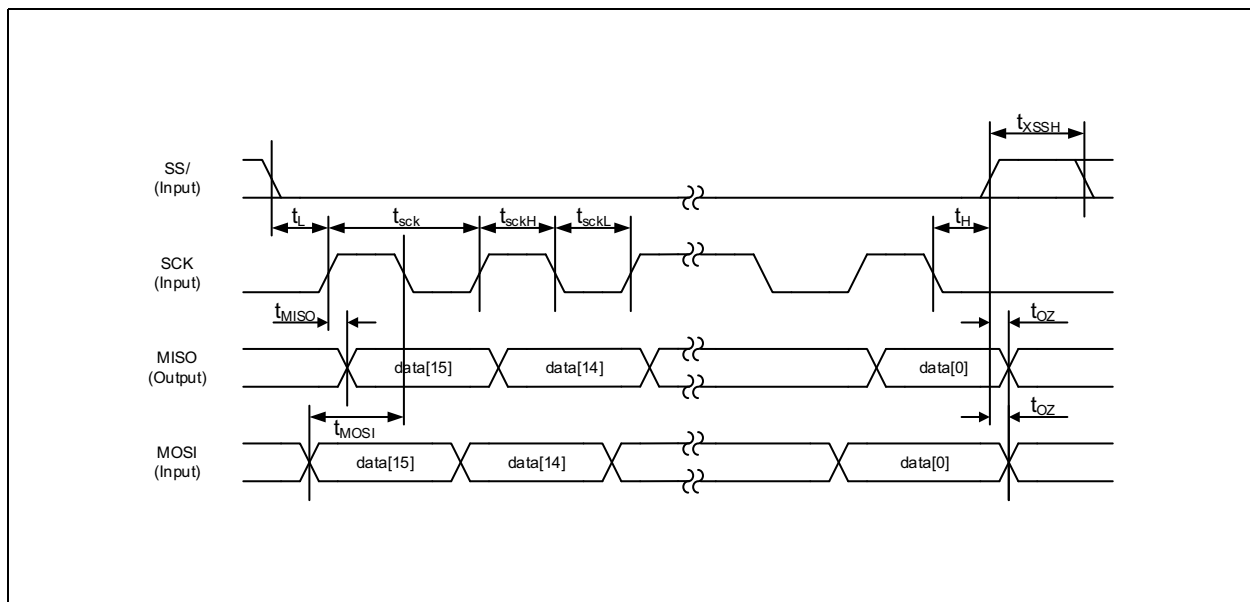 tXSSH
SS/
(Input)
tL
tsck
tsckH
tsckL
tH
SCK
(Input)
tMISO
tOZ
MISO
(Output)
data[15]
data[14]
data[0]
tMOSI
tOZ
MOSI
(Input)
data[15]
data[14]
data[0]